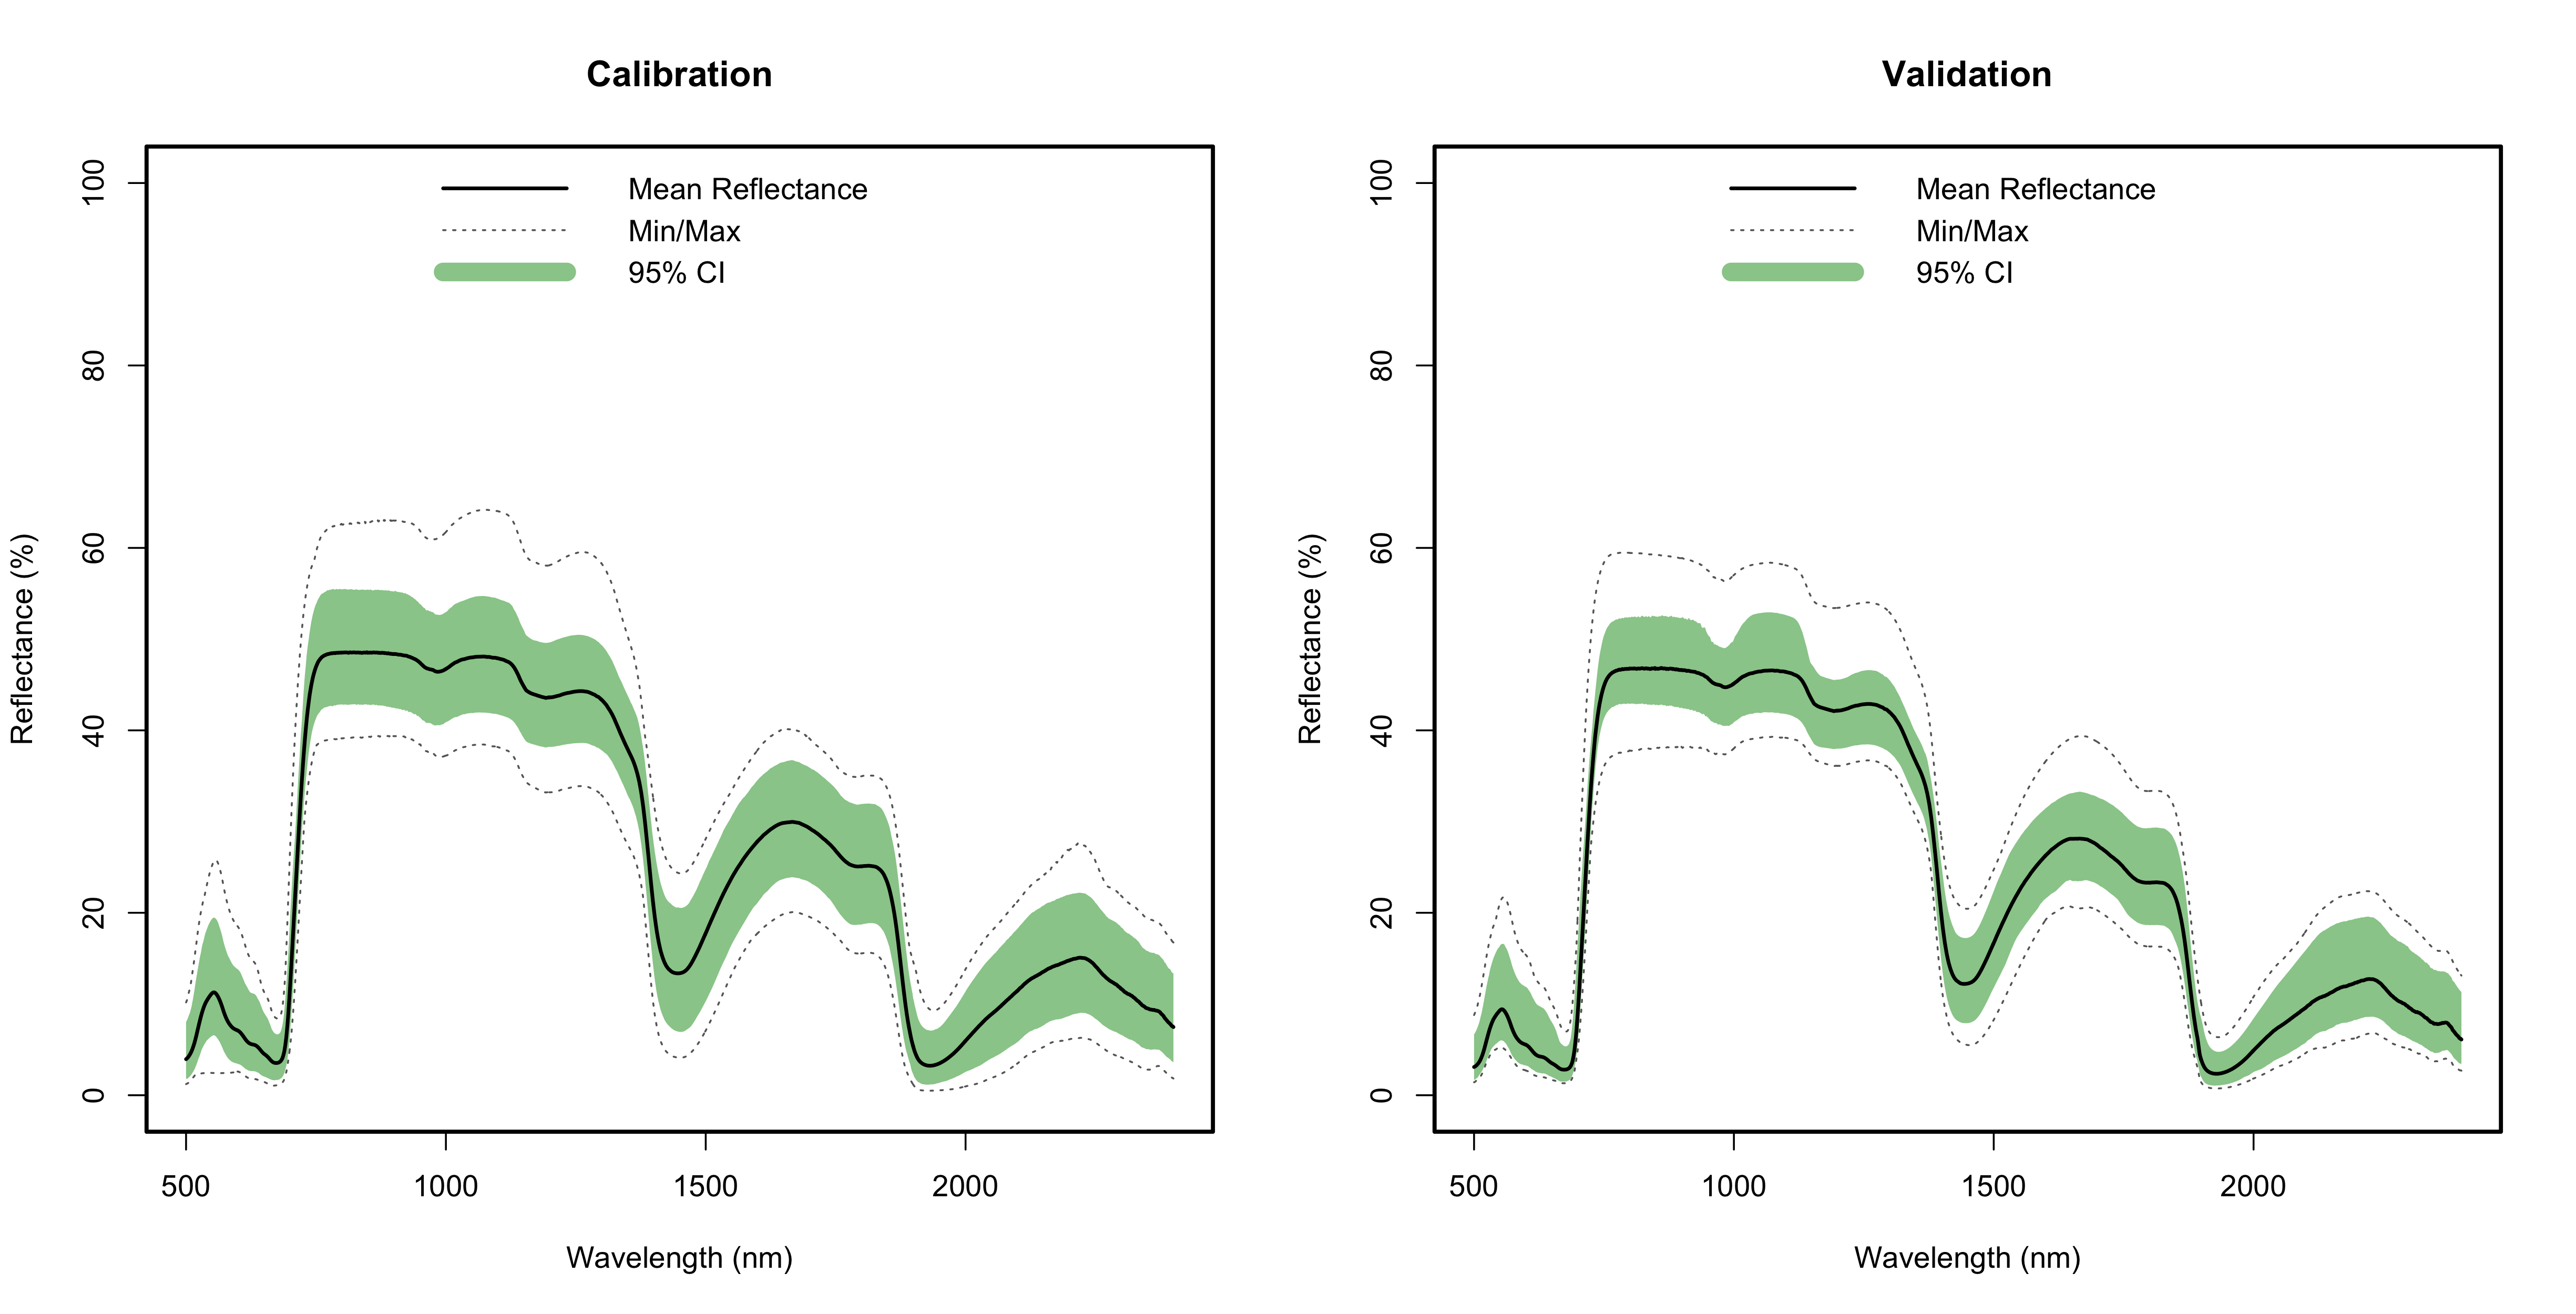 Calibration
Mean Reflectance
Min/Max
95% CI
Reflectance (%)
100
80
60
40
20
0
500 1000 1500 2000
Wavelength (nm)
Validation
Mean Reflectance
Min/Max
95% CI
Reflectance (%)
100
80
60
40
20
0
500 1000 1500 2000
Wavelength (nm)